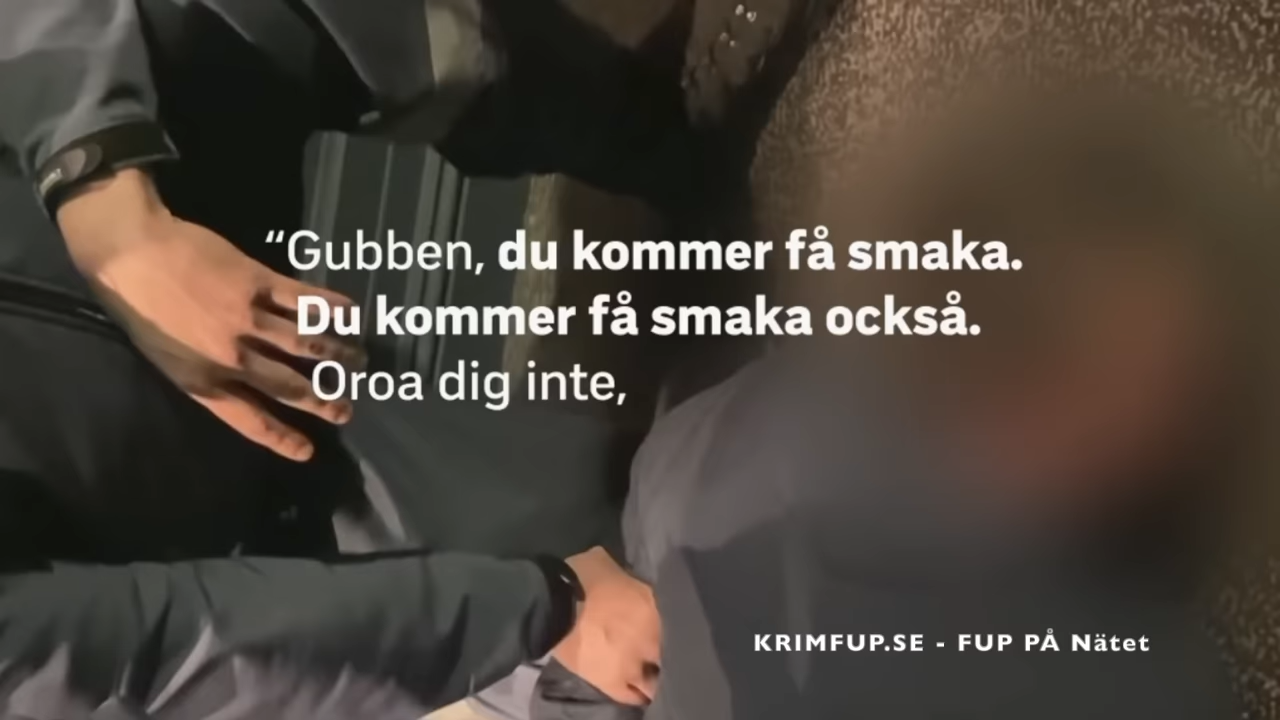 “Gubben, du kommer få smaka.
Du kommer få smaka också.
Oroa dig inte,
KRIMFUP.SE - FUP PÅ Nätet